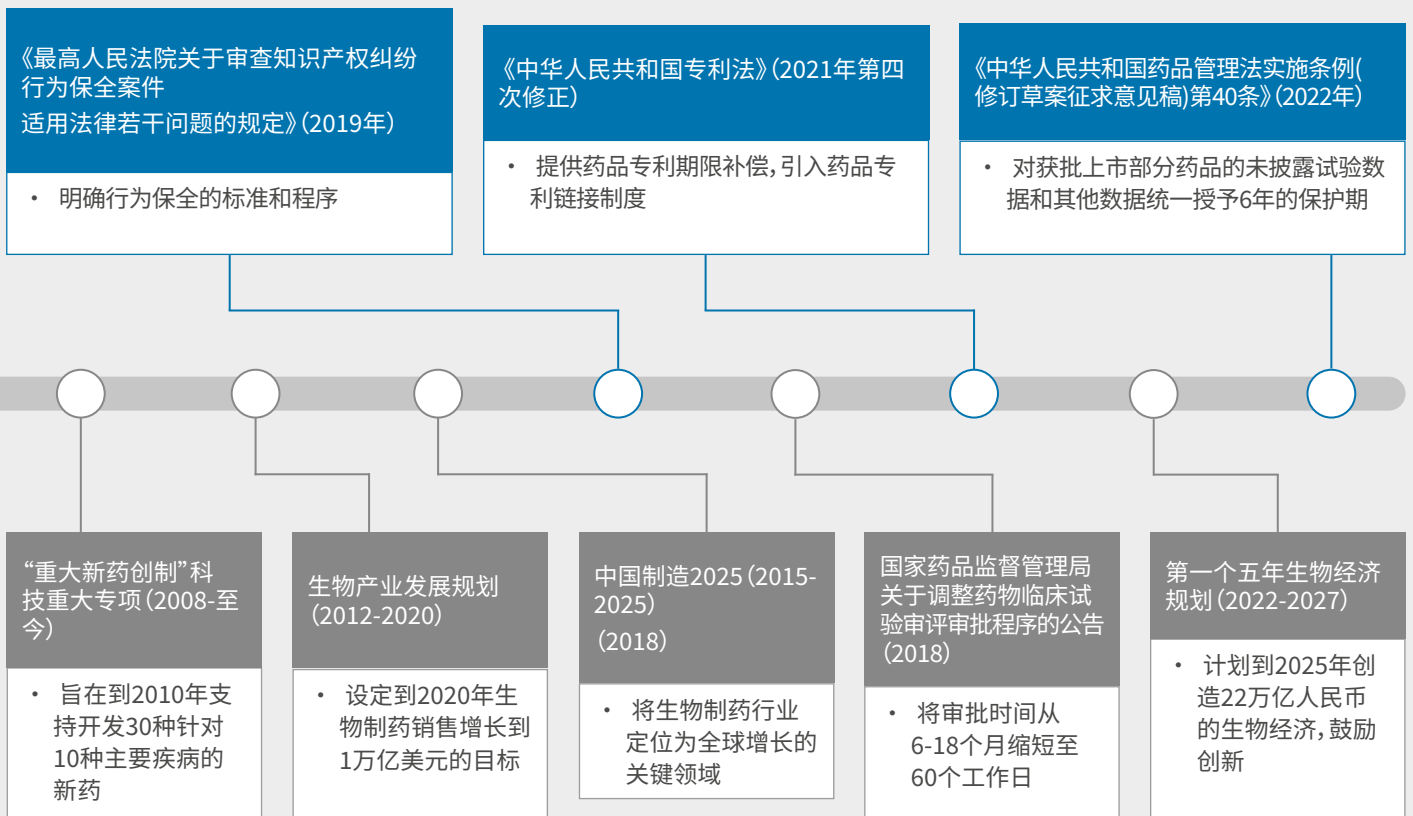 《最高人民法院关于审查知识产权纠纷
行为保全案件
适用法律若干问题的规定》(2019年)
• 明确行为保全的标准和程序
《中华人民共和国专利法》(2021年第四
次修正)
• 提供药品专利期限补偿,引入药品专
利链接制度
《中华人民共和国药品管理法实施条例(
修订草案征求意见稿)第40条》(2022年)
• 对获批上市部分药品的未披露试验数
据和其他数据统一授予6年的保护期
“重大新药创制”科
技重大专项(2008-至
今)
• 旨在到2010年支
持开发30种针对
10种主要疾病的
新药
生物产业发展规划
(2012-2020)
• 设定到2020年生
物制药销售增长到
1万亿美元的目标
中国制造2025(2015-
2025)
(2018)
• 将生物制药行业
定位为全球增长的
关键领域
国家药品监督管理局
关于调整药物临床试
验审评审批程序的公告
(2018)
• 将审批时间从
6-18个月缩短至
60个工作日
第一个五年生物经济
规划(2022-2027)
• 计划到2025年创
造22万亿人民币
的生物经济,鼓励
创新